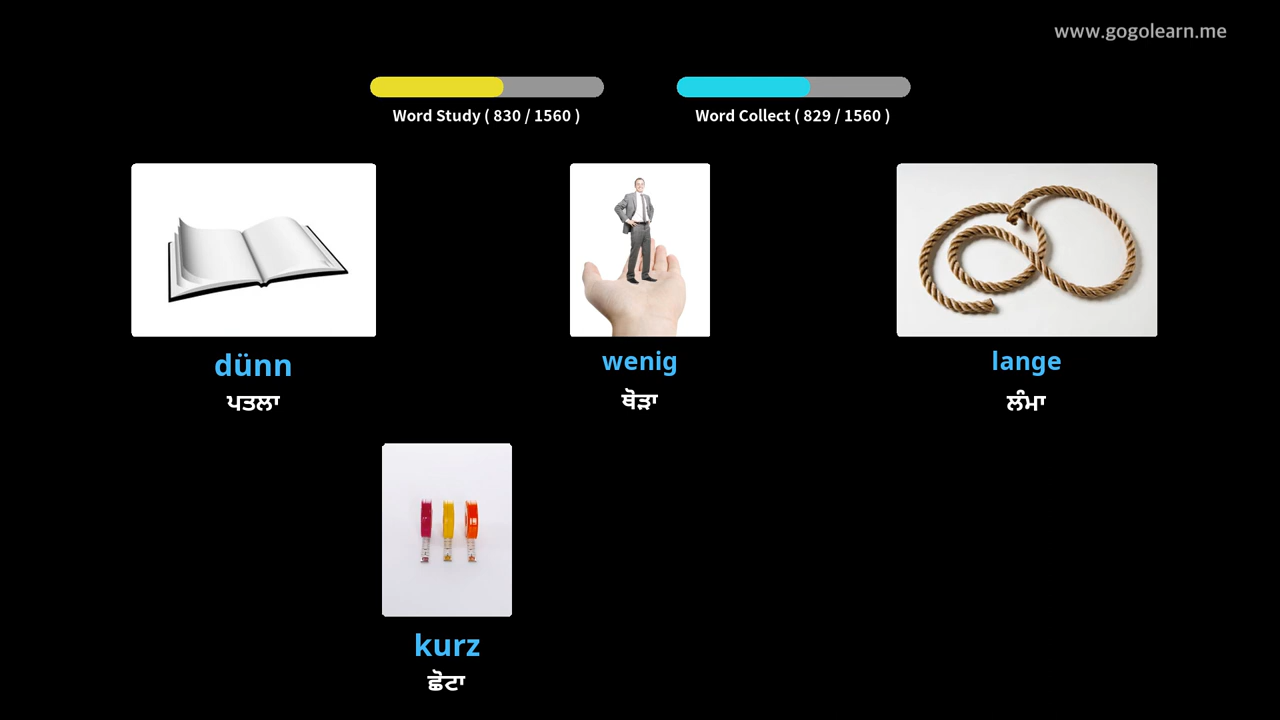 www.gogolearn.me
Word Study ( 830 / 1560 )
Word Collect ( 829 / 1560 )
dünn
ਪਤਲਾ
wenig
ਥੋੜਾ
lange
ਲੰਮਾ
kurz
ਛੋਟਾ